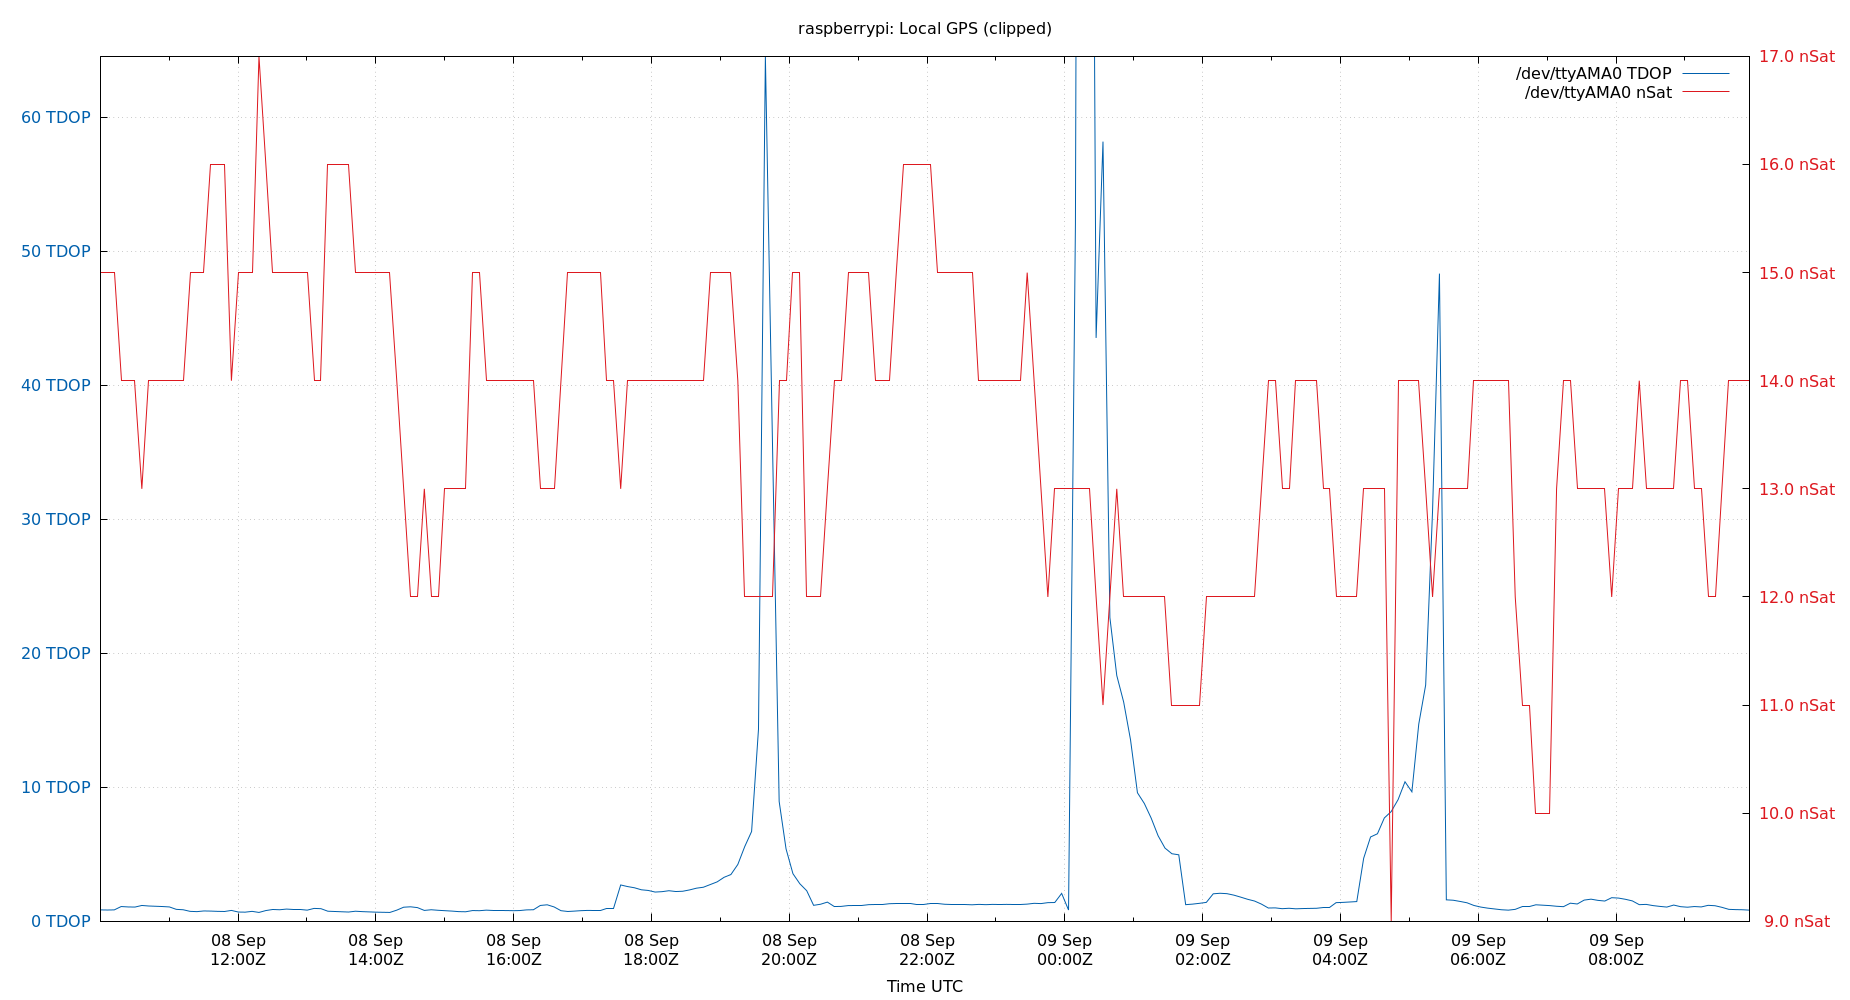 raspberrypi: Local GPS (clipped)
/dev/ttyAMA0 TDOP
/dev/ttyAMA0 nSat
60 TDOP
50 TDOP
40 TDOP
30 TDOP
20 TDOP
10 TDOP
0 TDOP
17.0 nSat
16.0 nSat
15.0 nSat
14.0 nSat
13.0 nSat
12.0 nSat
11.0 nSat
10.0 nSat
9.0 nSat
08 Sep
12:00Z
08 Sep
14:00Z
08 Sep
16:00Z
08 Sep
18:00Z
08 Sep
20:00Z
08 Sep
22:00Z
09 Sep
00:00Z
09 Sep
02:00Z
09 Sep
04:00Z
09 Sep
06:00Z
09 Sep
08:00Z
Time UTC